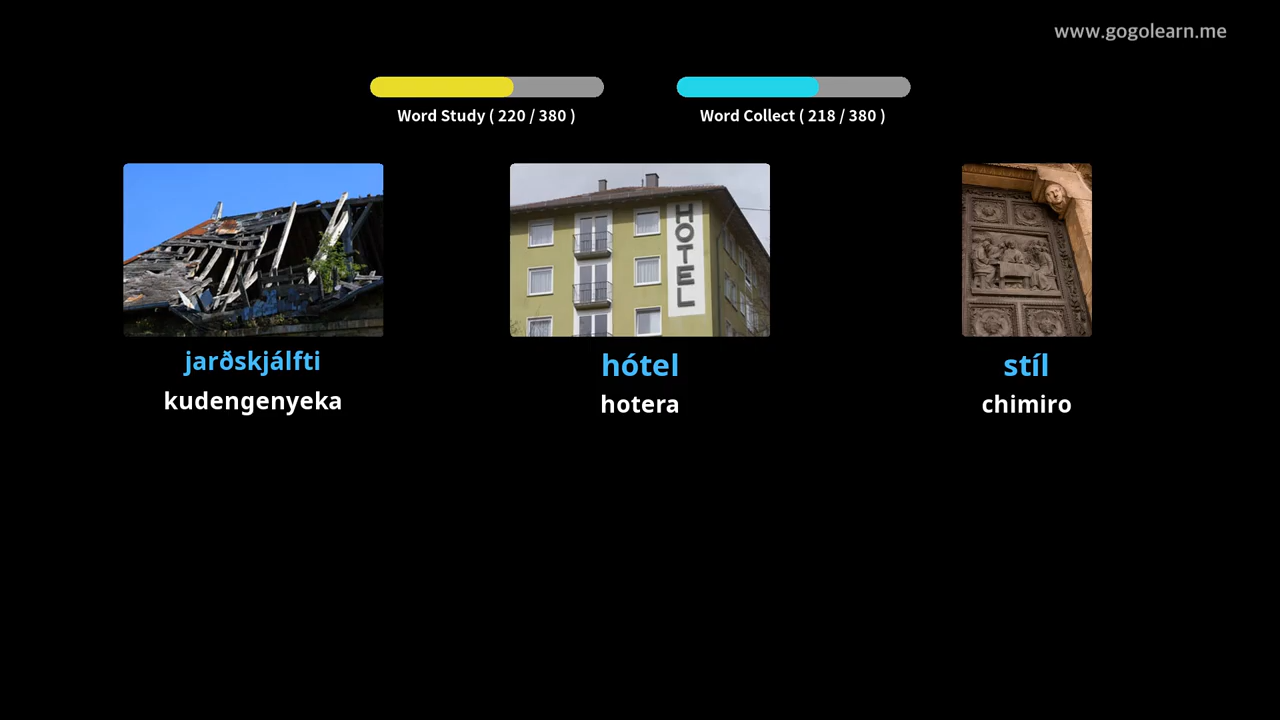 www.gogolearn.me
Word Study ( 220 / 380 )
Word Collect ( 218 / 380 )
HOTEL
jarðskjálfti
hótel
stíl
kudengenyeka
hotera
chimiro